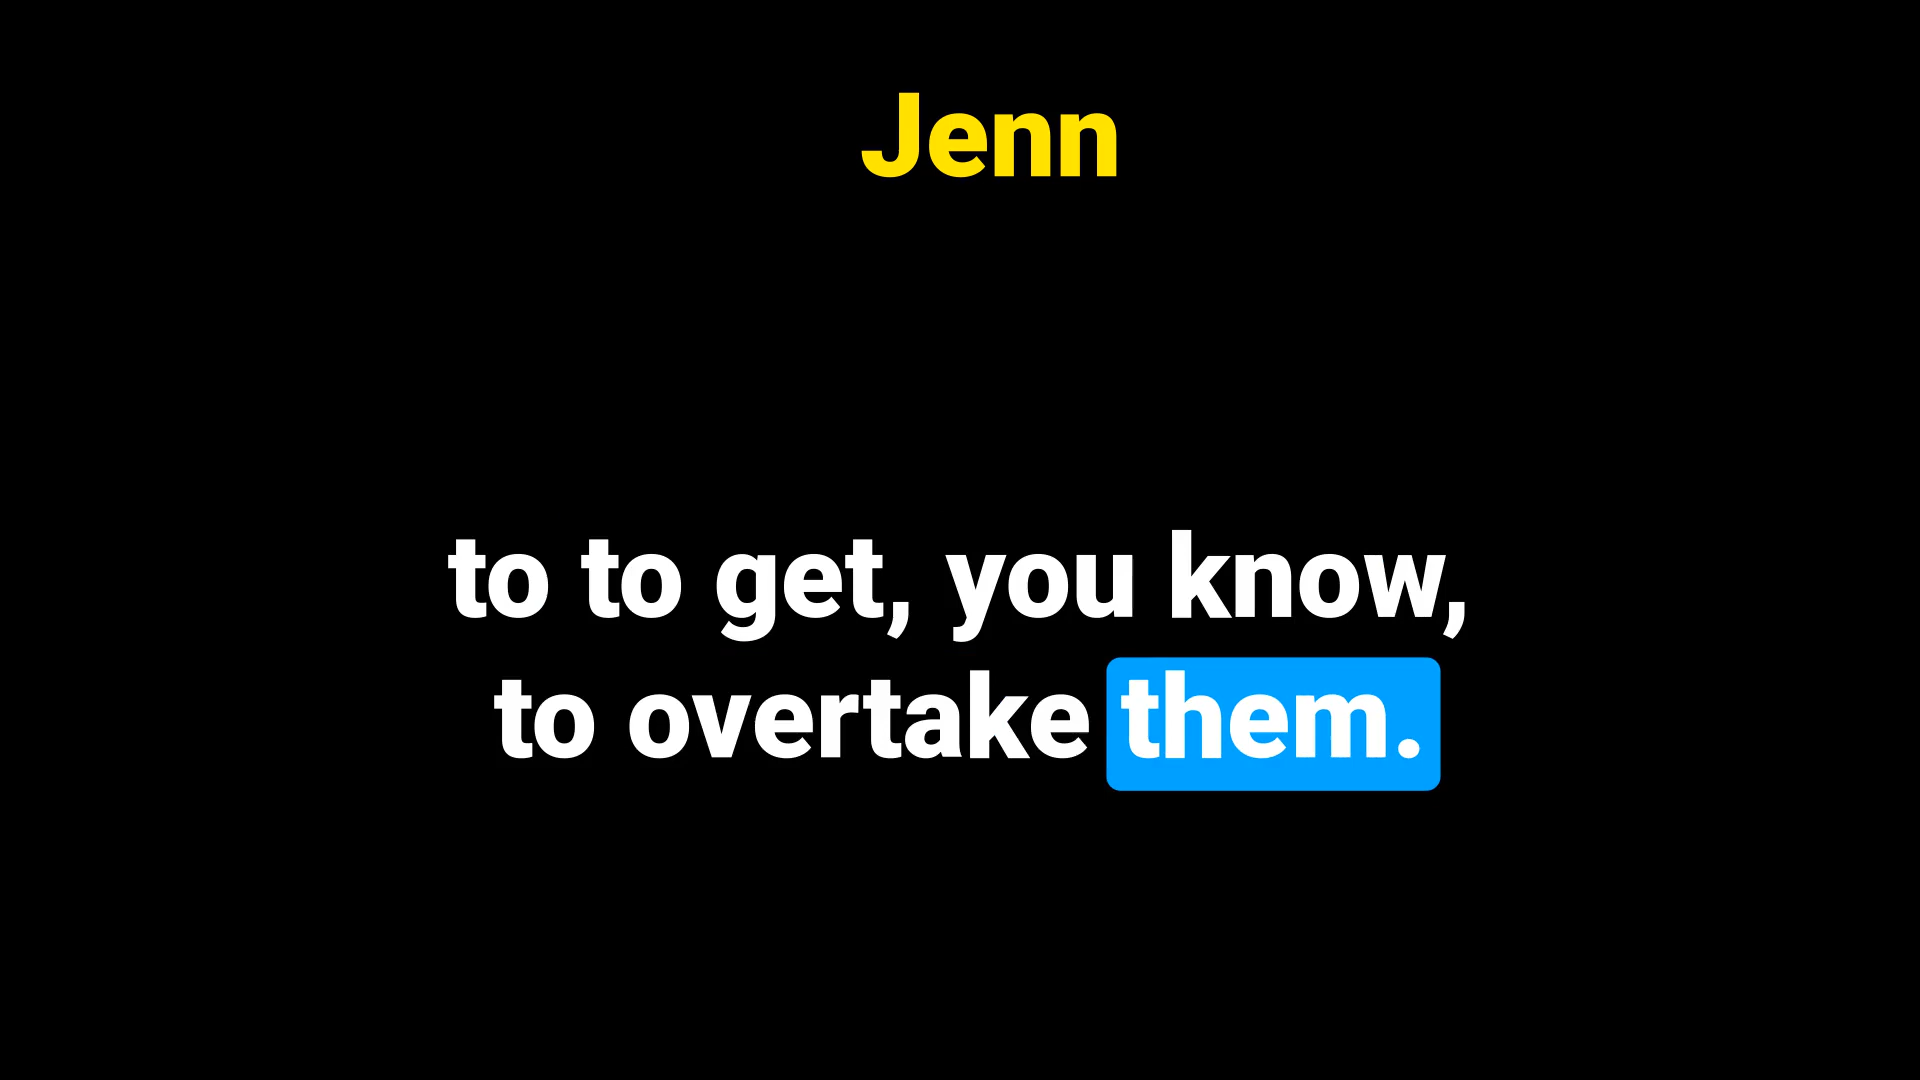 Jenn
to to get, you know,
to overtake them.